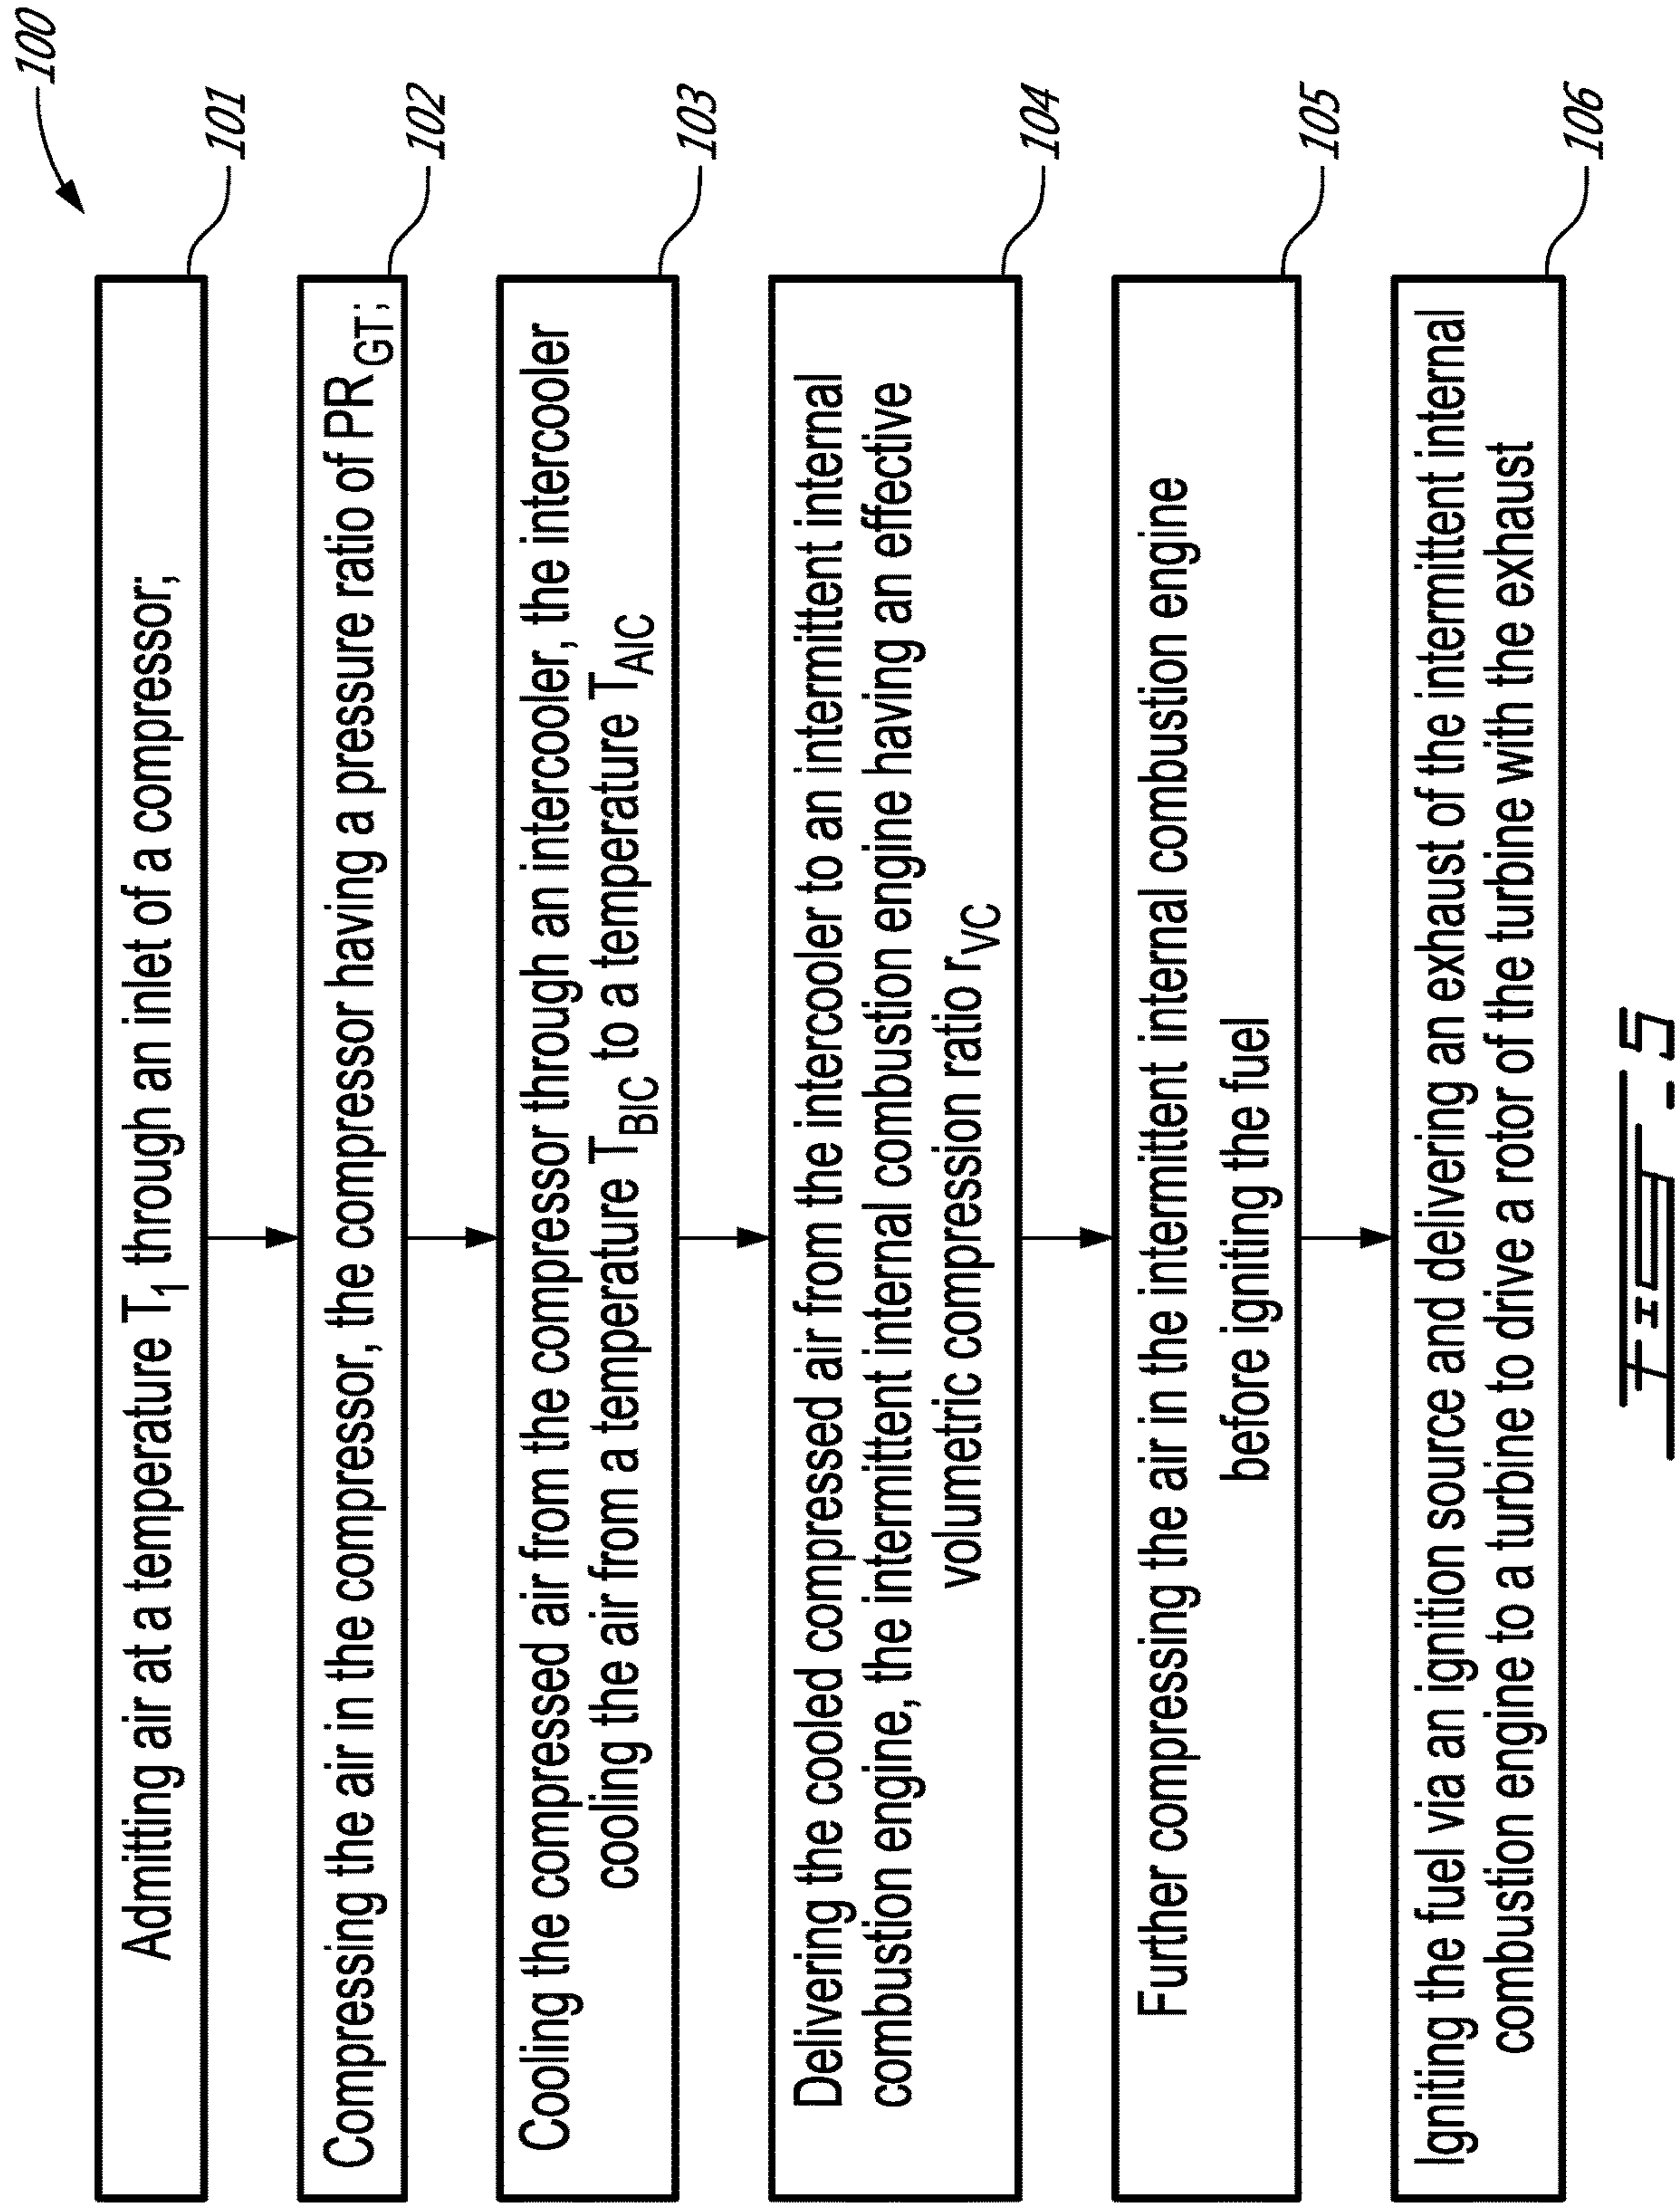 100
Admitting air at a temperature T1 through an inlet of a compressor;
101
Compressing the air in the compressor, the compressor having a pressure ratio of PRGT;
102
Cooling the compressed air from the compressor through an intercooler, the intercooler
cooling the air from a temperature TBIC to a temperature TAIC
103
Delivering the cooled compressed air from the intercooler to an intermittent internal
combustion engine, the intermittent internal combustion engine having an effective
volumetric compression ratio rVC
104
Further compressing the air in the intermittent internal combustion engine
before igniting the fuel
105
Igniting the fuel via an ignition source and delivering an exhaust of the intermittent internal
combustion engine to a turbine to drive a rotor of the turbine with the exhaust
106
FIG-5